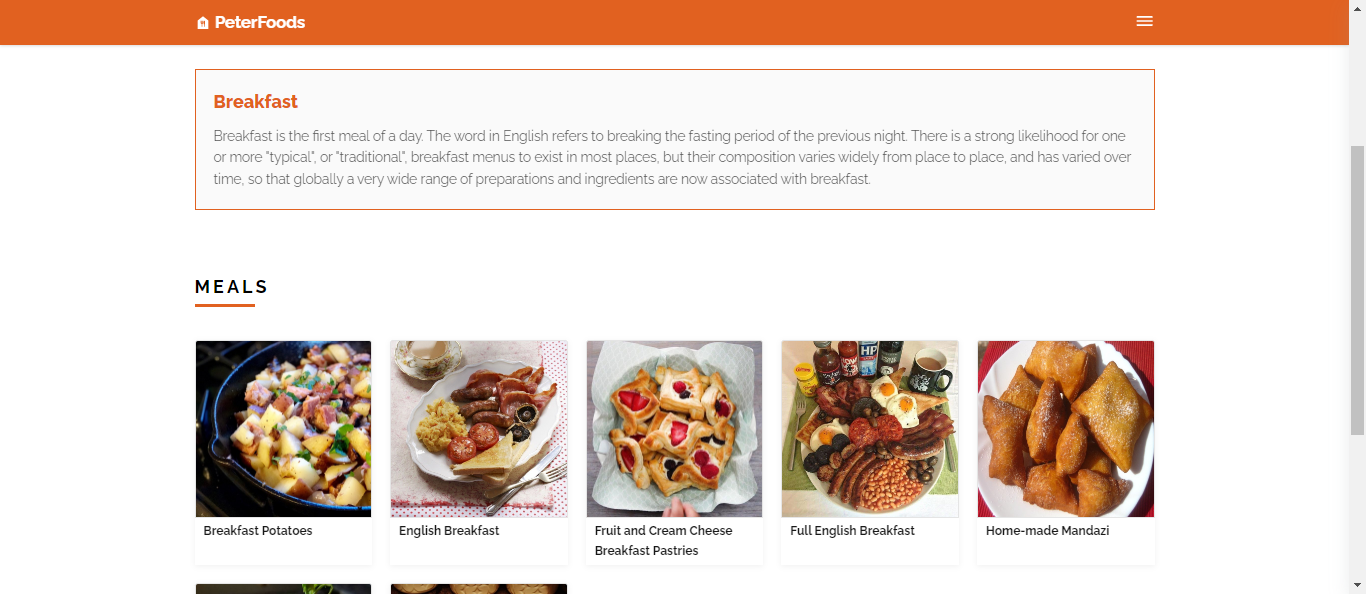 PeterFoods
Breakfast
Breakfast is the first meal of a day. The word in English refers to breaking the fasting period of the previous night. There is a strong likelihood for one
or more "typical", or "traditional", breakfast menus to exist in most places, but their composition varies widely from place to place, and has varied over
time, so that globally a very wide range of preparations and ingredients are now associated with breakfast.
MEALS
HP
Breakfast Potatoes
English Breakfast
Fruit and Cream Cheese
Breakfast Pastries
Full English Breakfast
Home-made Mandazi